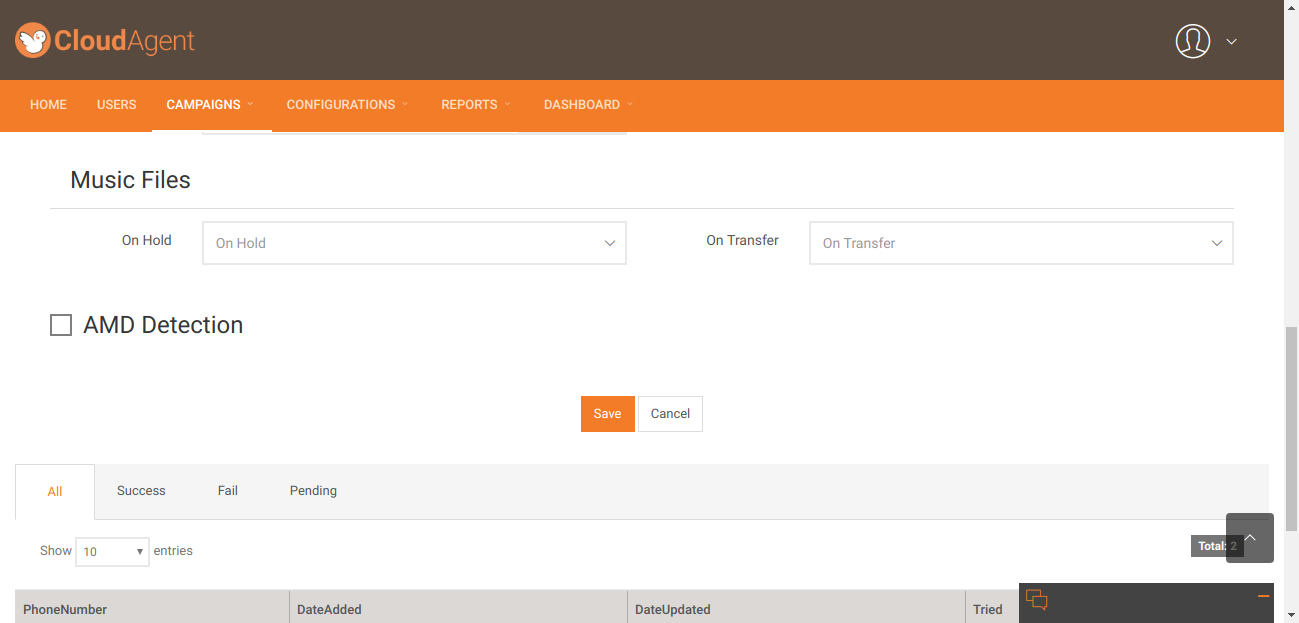 CloudAgent
HOME USERS CAMPAIGNS CONFIGURATIONS REPORTS DASHBOARD
Music Files
On Hold On Hold On Transfer On Transfer
AMD Detection
Save Cancel
All Success Fail Pending
Show 10 entries Total: 2
PhoneNumber DateAdded DateUpdated Tried